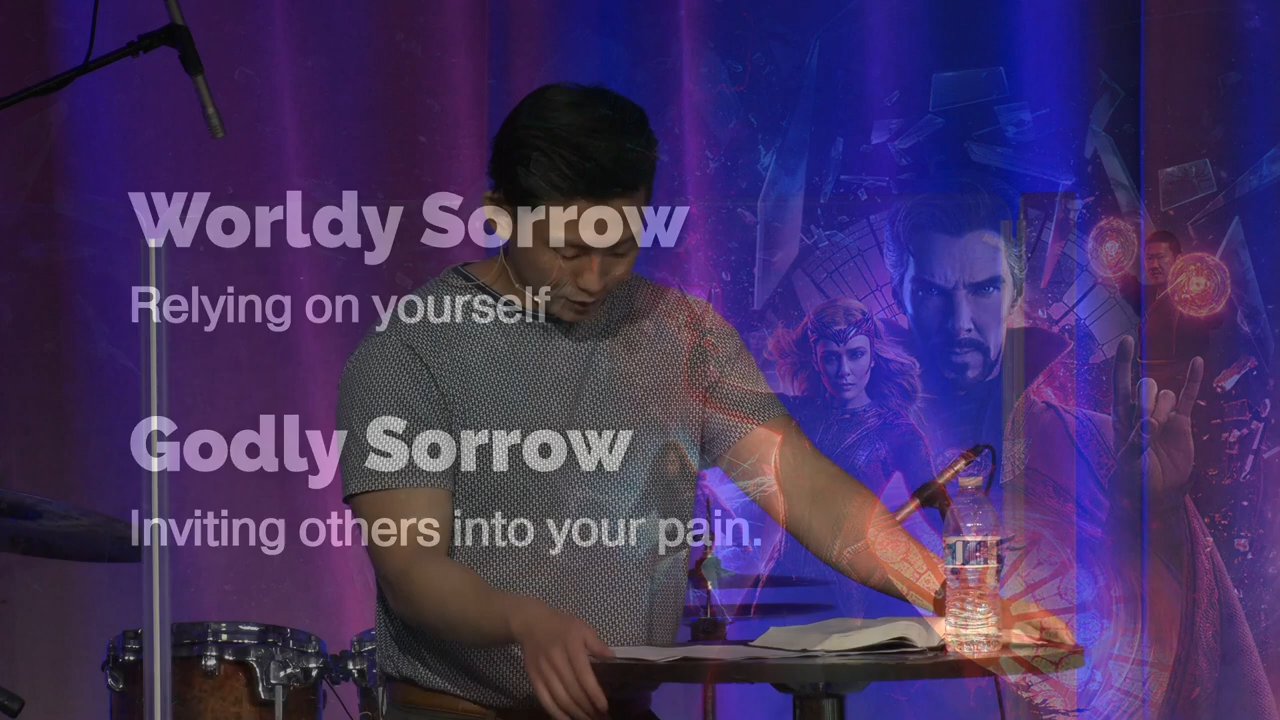 Worldy Sorrow
Relying on yourself
Godly Sorrow
Inviting others into your pain.